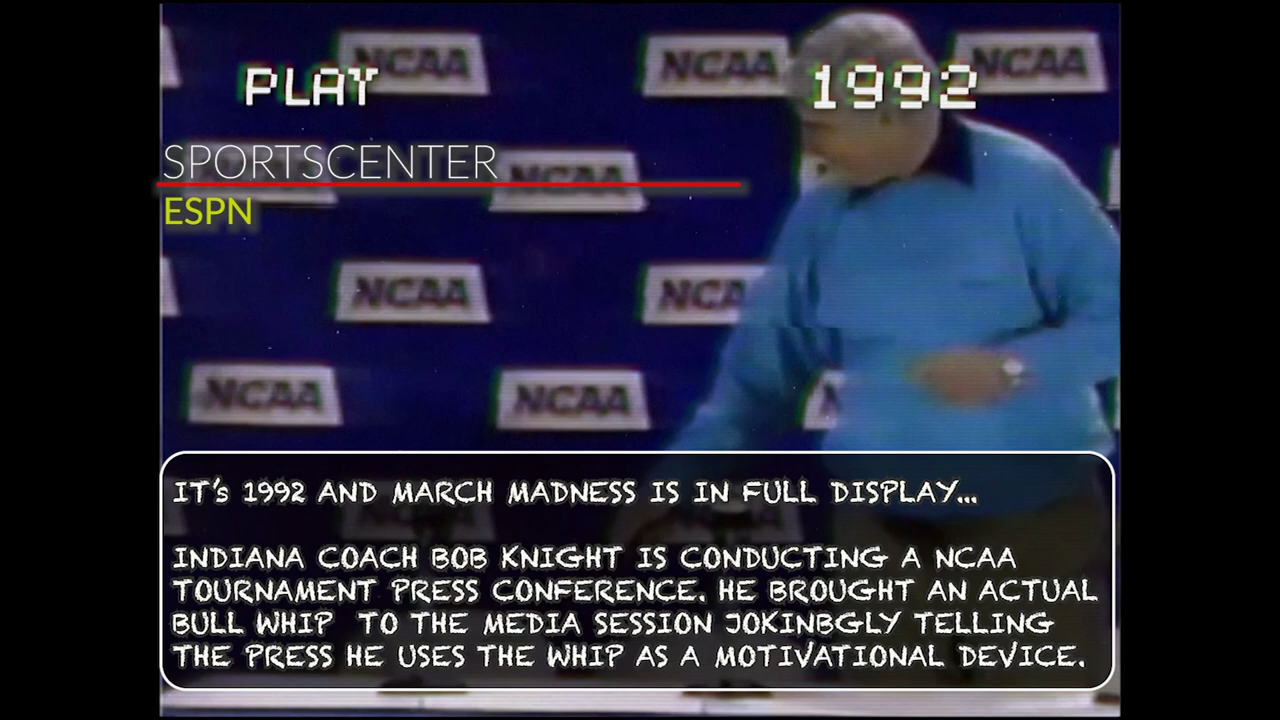 NCAA NCAA NCAA
PLAY 1992
SPORTSCENTER
NCAA
ESPN
NCAA NCA
NCAA NCAA N
IT's 1992 AND MARCH MADNESS IS IN FULL DISPLAY...
INDIANA COACH BOB KNIGHT IS CONDUCTING A NCAA
TOURNAMENT PRESS CONFERENCE. HE BROUGHT AN ACTUAL
BULL WHIP TO THE MEDIA SESSION JOKINBGLY TELLING
THE PRESS HE USES THE WHIP AS A MOTIVATIONAL DEVICE.